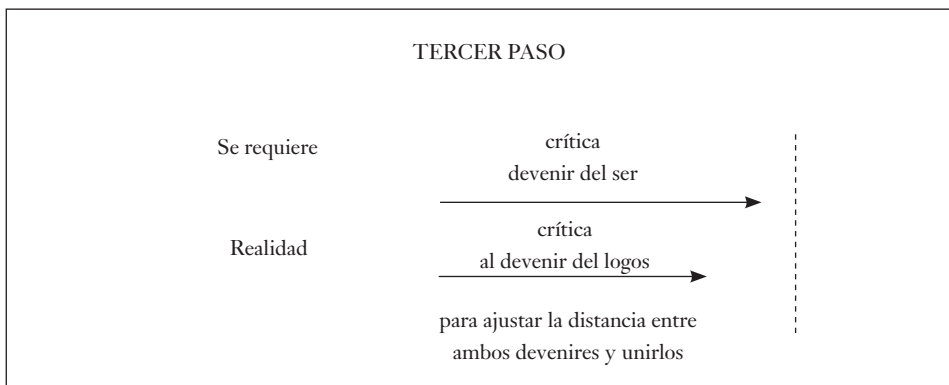 TERCER PASO
Se requiere
crítica
devenir del ser
Realidad
crítica
al devenir del logos
para ajustar la distancia entre
ambos devenires y unirlos